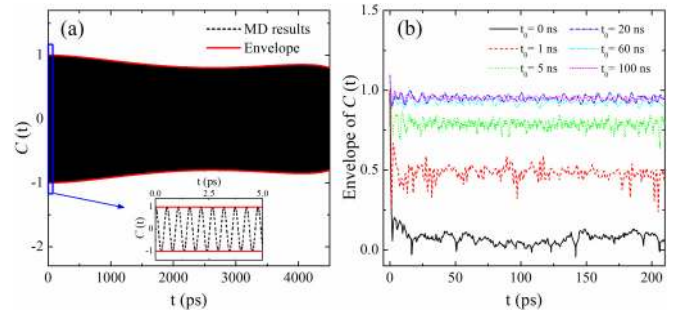 (a)
MD results
Envelope
C (t)
1
0
-1
-2
t (ps)
0.0 2.5 5.0
C (t)
1
0
-1
0 1000 2000 3000 4000
t (ps)
(b)
t0= 0 ns t0= 20 ns
t0= 1 ns t0= 60 ns
t0= 5 ns t0= 100 ns
Envelope of C (t)
1.5
1.0
0.5
0.0
0 50 100 150 200
t (ps)